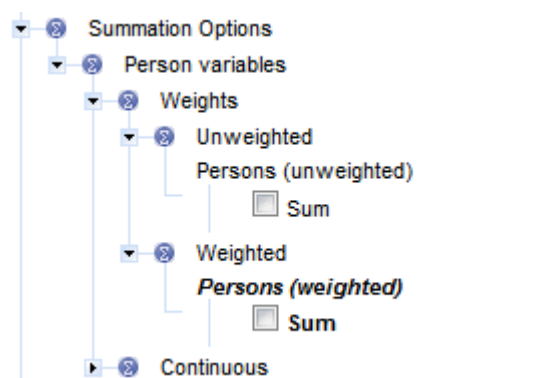 Summation Options
Person variables
Weights
Unweighted
Persons (unweighted)
Sum
Weighted
Persons (weighted)
Sum
Continuous